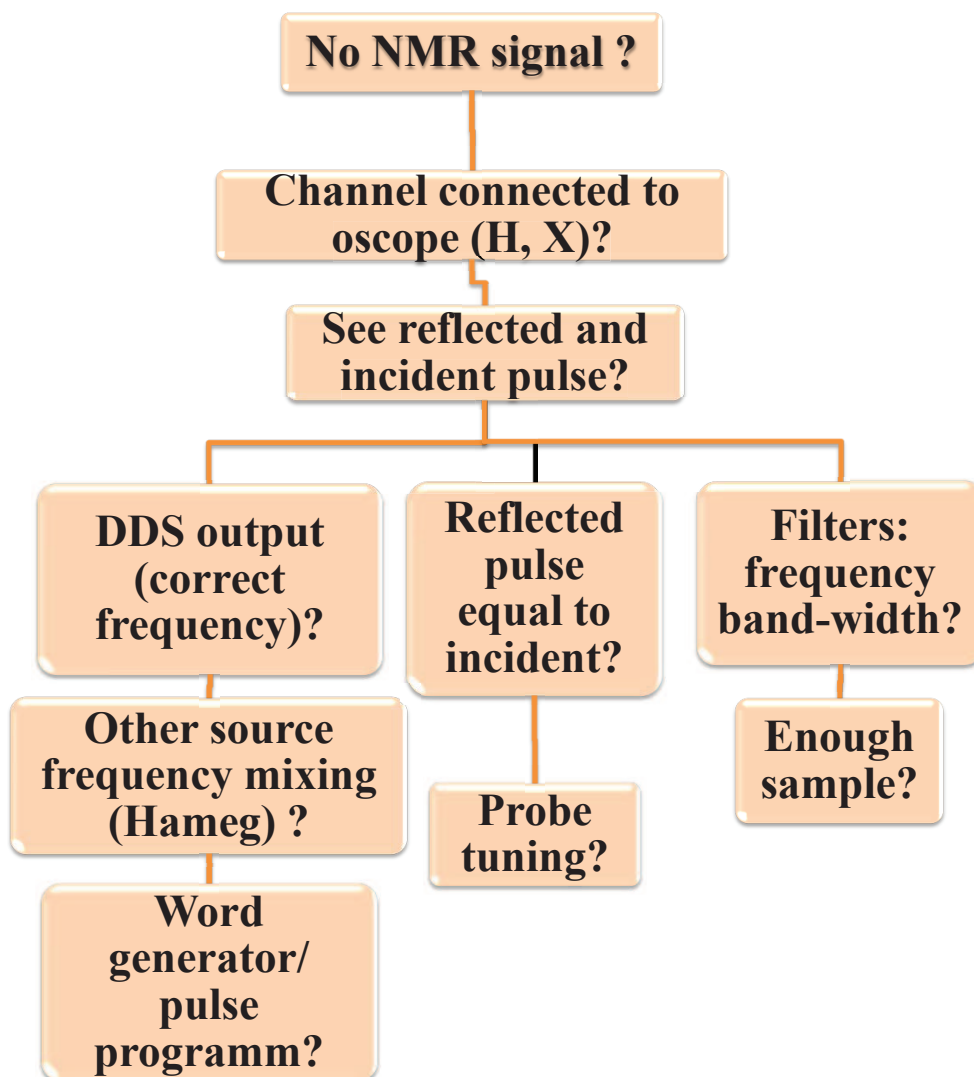 No NMR signal ?
Channel connected to
oscope (H, X)?
See reflected and
incident pulse?
DDS output
(correct
frequency)?
Reflected
pulse
equal to
incident?
Filters:
frequency
band-width?
Other source
frequency mixing
(Hameg) ?
Probe
tuning?
Enough
sample?
Word
generator/
pulse
programm?